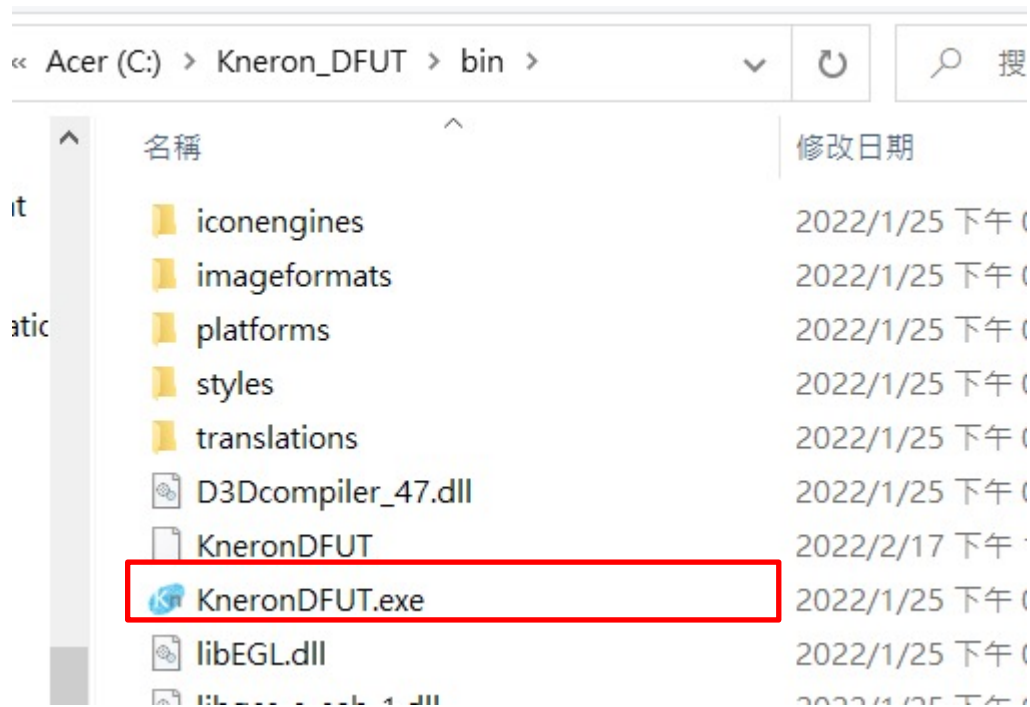 « Acer (C:) > Kneron_DFUT > bin > 搜
名稱 修改日期
iconengines 2022/1/25 下午
imageformats 2022/1/25 下午
platforms 2022/1/25 下午
styles 2022/1/25 下午
translations 2022/1/25 下午
D3Dcompiler_47.dll 2022/1/25 下午
KneronDFUT 2022/2/17 下午
Kn KneronDFUT.exe 2022/1/25 下午
libEGL.dll 2022/1/25 下午